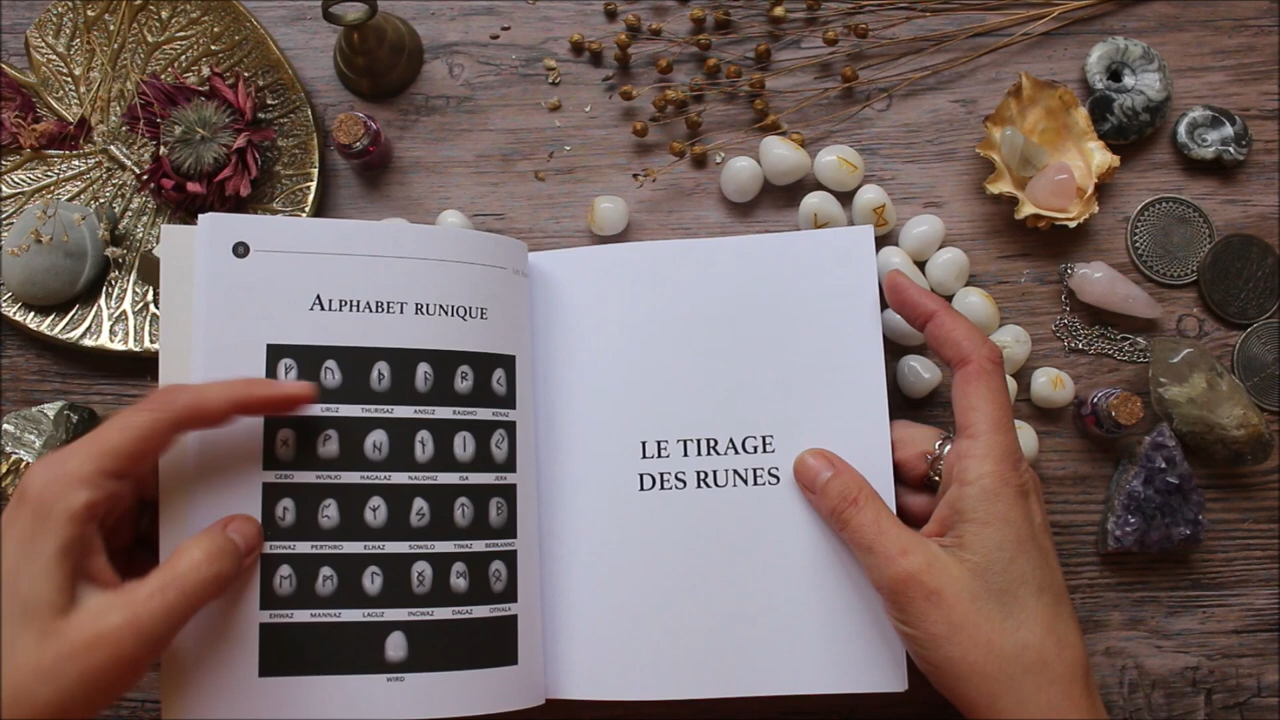 8
ALPHABET RUNIQUE
URUZ THURISAZ ANSUZ RAIDHO KENAZ
GEBO WUNJO HAGALAZ NAUDHIZ ISA JERA
EIHWAZ PERTHRO ELHAZ SOWILO TIWAZ BERKANNO
EHWAZ MANNAZ LAGUZ INGWAZ DAGAZ OTHALA
WIRD
LE TIRAGE
DES RUNES